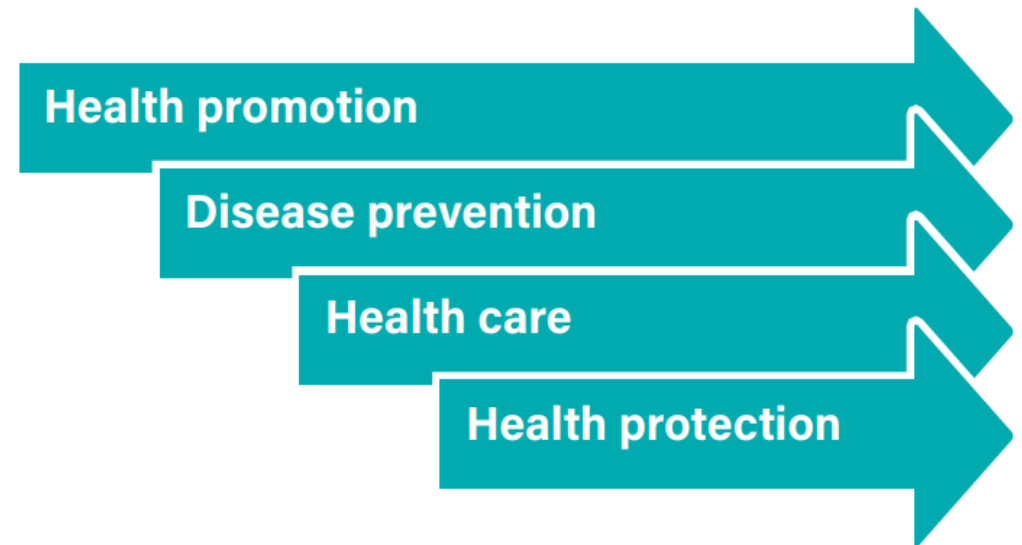 Health promotion
Disease prevention
Health care
Health protection